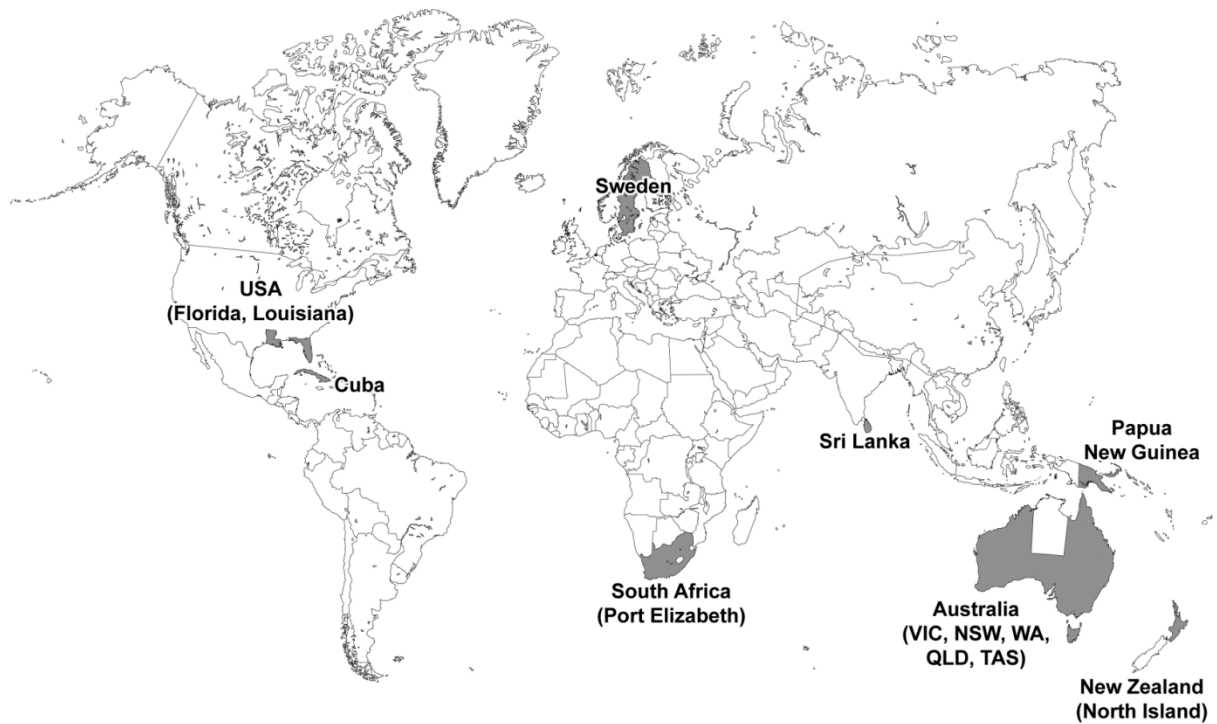 Sweden
USA
(Florida, Louisiana)
Cuba
Sri Lanka
Papua
New Guinea
South Africa
(Port Elizabeth)
Australia
(VIC, NSW, WA,
QLD, TAS)
New Zealand
(North Island)